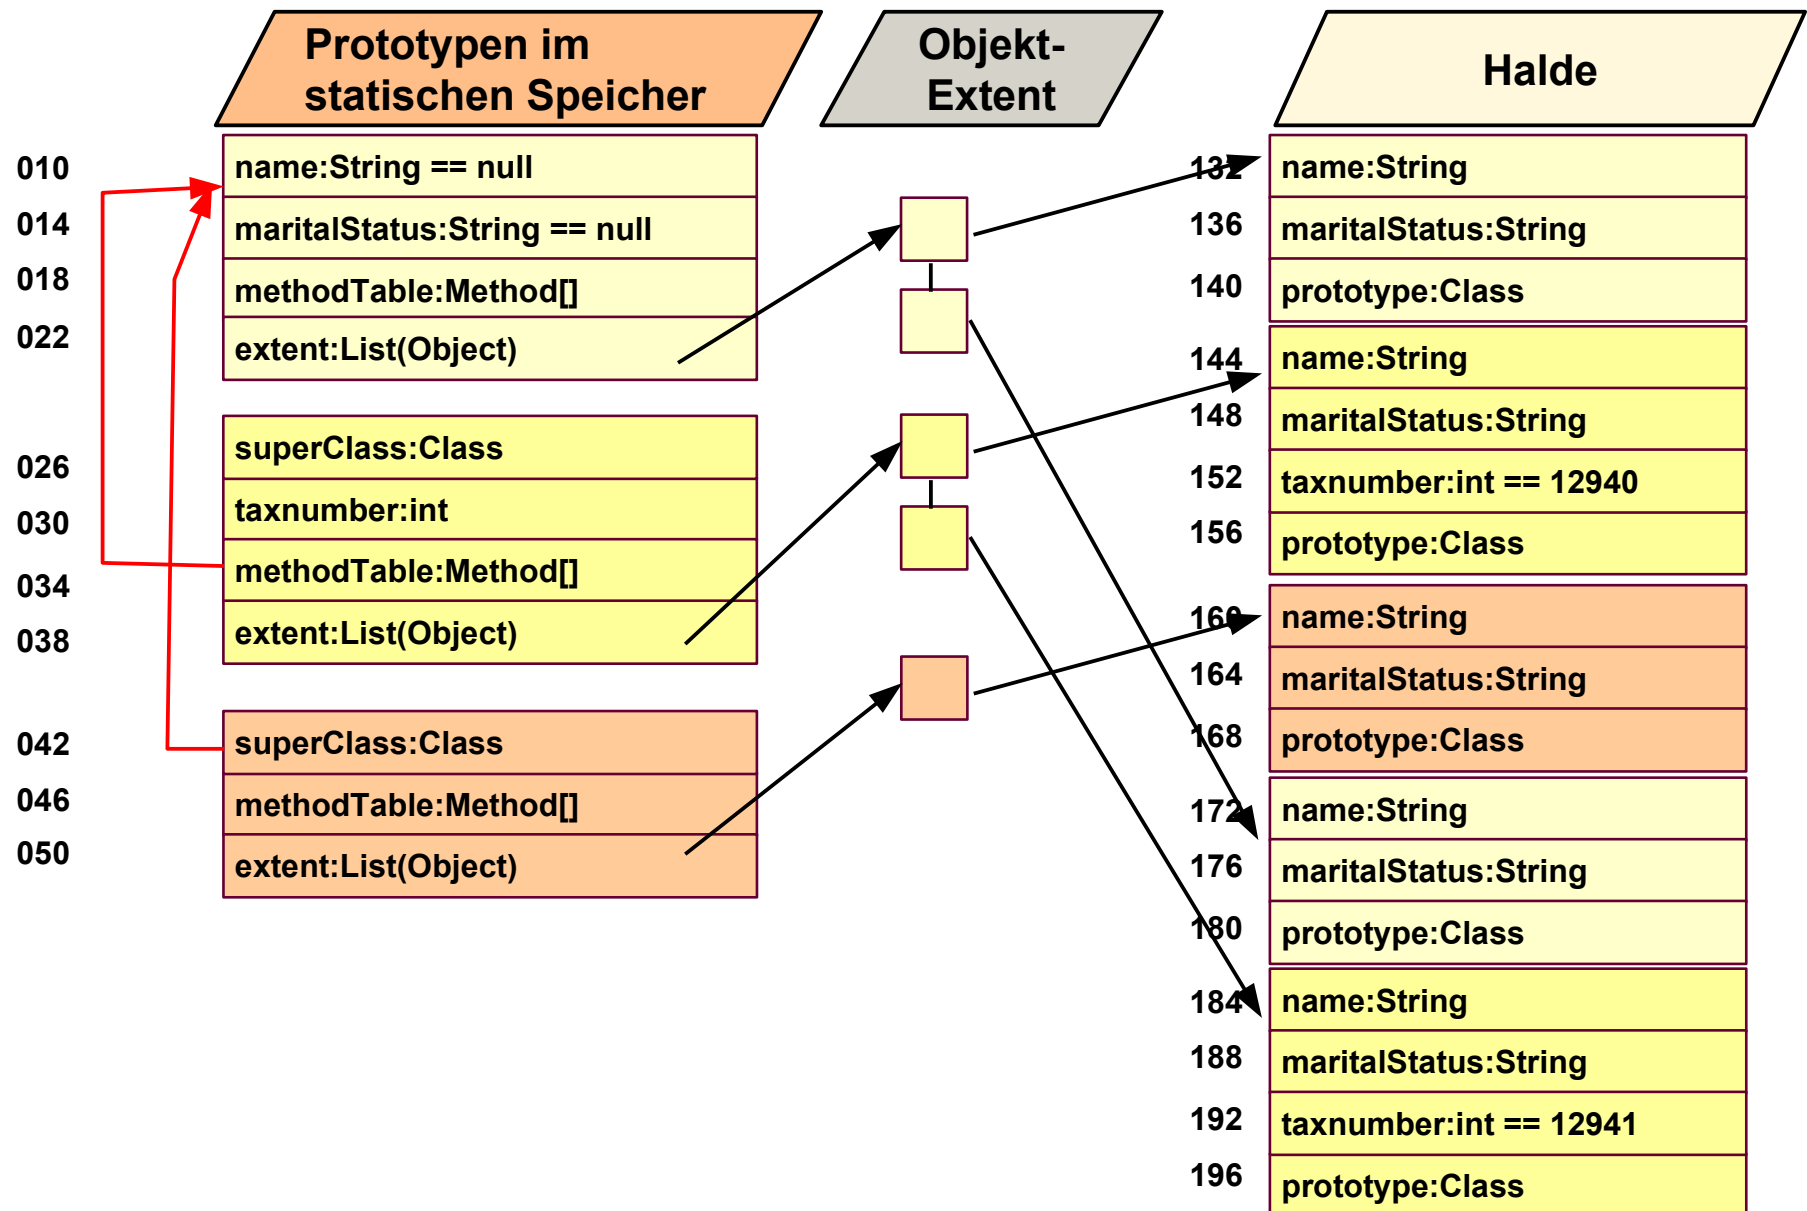 Prototypen im
statischen Speicher
Objekt-
Extent
Halde
010
name:String == null
014
maritalStatus:String == null
018
methodTable:Method[]
022
extent:List(Object)
026
superClass:Class
030
taxnumber:int
034
methodTable:Method[]
038
extent:List(Object)
042
superClass:Class
046
methodTable:Method[]
050
extent:List(Object)
132
name:String
136
maritalStatus:String
140
prototype:Class
144
name:String
148
maritalStatus:String
152
taxnumber:int == 12940
156
prototype:Class
160
name:String
164
maritalStatus:String
168
prototype:Class
172
name:String
176
maritalStatus:String
180
prototype:Class
184
name:String
188
maritalStatus:String
192
taxnumber:int == 12941
196
prototype:Class